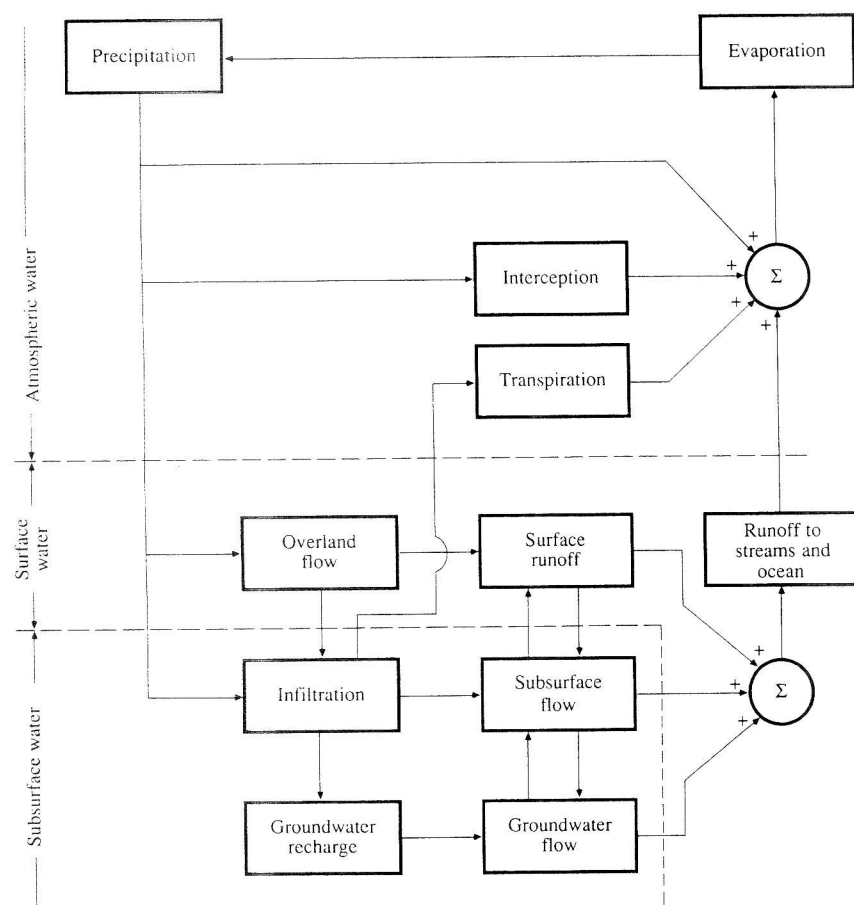 Precipitation
Evaporation
+
Interception
+
Σ
+
Transpiration
+
Atmospheric water
Overland
flow
Surface
runoff
Runoff to
streams and
ocean
Surface
water
+
Infiltration
Subsurface
flow
+
Σ
+
Subsurface water
Groundwater
recharge
Groundwater
flow